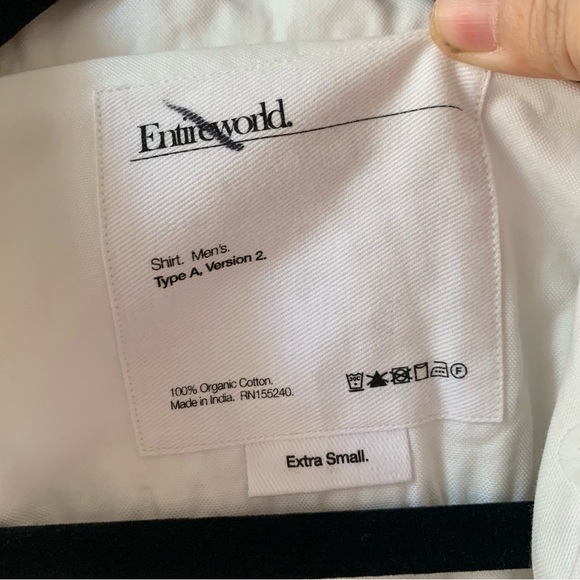 Entireworld.
Shirt. Men's.
Type A, Version 2.
100% Organic Cotton.
Made in India. RN155240.
Extra Small.